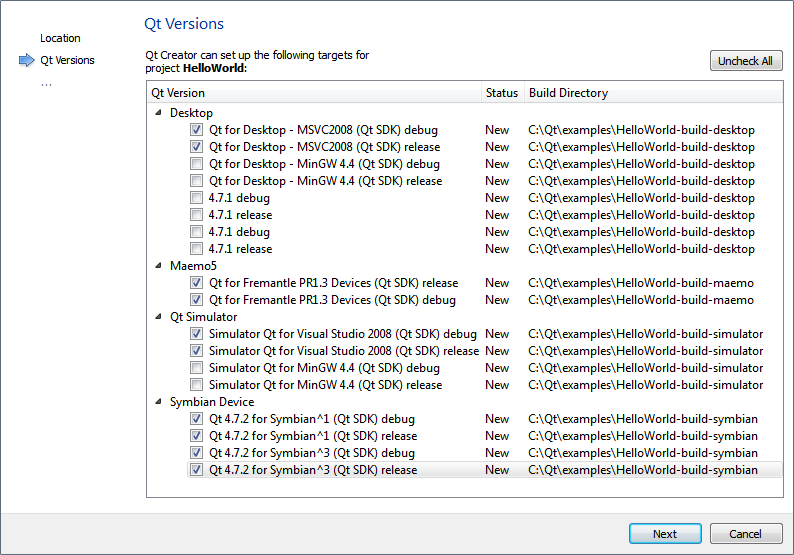 Qt Versions
Location
Qt Versions
...
Qt Creator can set up the following targets for
project HelloWorld:
Uncheck All
Qt Version Status Build Directory
Desktop
Qt for Desktop - MSVC2008 (Qt SDK) debug New C:\Qt\examples\HelloWorld-build-desktop
Qt for Desktop - MSVC2008 (Qt SDK) release New C:\Qt\examples\HelloWorld-build-desktop
Qt for Desktop - MinGW 4.4 (Qt SDK) debug New C:\Qt\examples\HelloWorld-build-desktop
Qt for Desktop - MinGW 4.4 (Qt SDK) release New C:\Qt\examples\HelloWorld-build-desktop
4.7.1 debug New C:\Qt\examples\HelloWorld-build-desktop
4.7.1 release New C:\Qt\examples\HelloWorld-build-desktop
4.7.1 debug New C:\Qt\examples\HelloWorld-build-desktop
4.7.1 release New C:\Qt\examples\HelloWorld-build-desktop
Maemo5
Qt for Fremantle PR1.3 Devices (Qt SDK) release New C:\Qt\examples\HelloWorld-build-maemo
Qt for Fremantle PR1.3 Devices (Qt SDK) debug New C:\Qt\examples\HelloWorld-build-maemo
Qt Simulator
Simulator Qt for Visual Studio 2008 (Qt SDK) debug New C:\Qt\examples\HelloWorld-build-simulator
Simulator Qt for Visual Studio 2008 (Qt SDK) release New C:\Qt\examples\HelloWorld-build-simulator
Simulator Qt for MinGW 4.4 (Qt SDK) debug New C:\Qt\examples\HelloWorld-build-simulator
Simulator Qt for MinGW 4.4 (Qt SDK) release New C:\Qt\examples\HelloWorld-build-simulator
Symbian Device
Qt 4.7.2 for Symbian^1 (Qt SDK) debug New C:\Qt\examples\HelloWorld-build-symbian
Qt 4.7.2 for Symbian^1 (Qt SDK) release New C:\Qt\examples\HelloWorld-build-symbian
Qt 4.7.2 for Symbian^3 (Qt SDK) debug New C:\Qt\examples\HelloWorld-build-symbian
Qt 4.7.2 for Symbian^3 (Qt SDK) release New C:\Qt\examples\HelloWorld-build-symbian
Next
Cancel